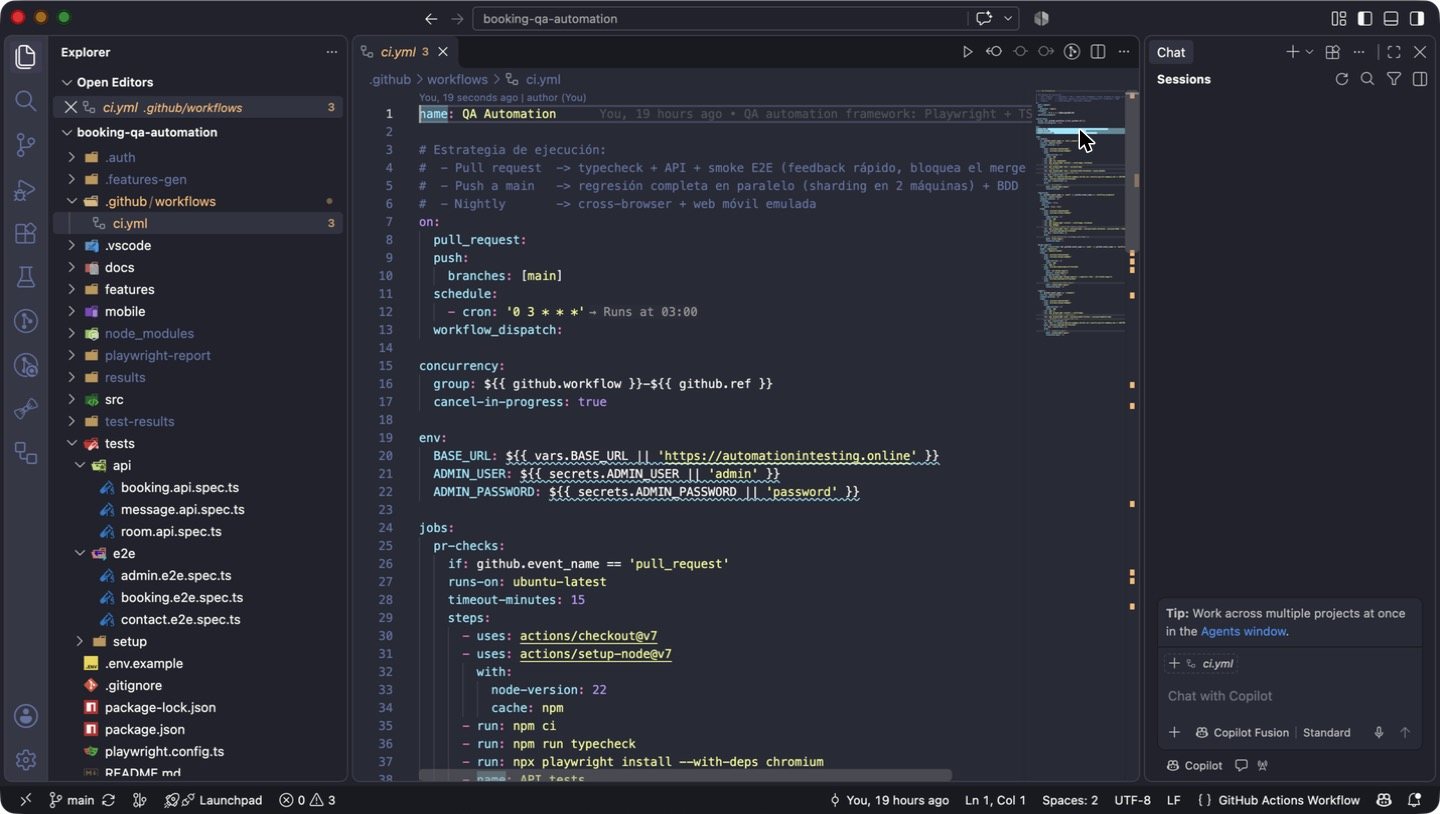 booking-qa-automation
Explorer
Open Editors
ci.yml .github/workflows 3
booking-qa-automation
.auth
.features-gen
.github/workflows
ci.yml 3
.vscode
docs
features
mobile
node_modules
playwright-report
results
src
test-results
tests
api
booking.api.spec.ts
message.api.spec.ts
room.api.spec.ts
e2e
admin.e2e.spec.ts
booking.e2e.spec.ts
contact.e2e.spec.ts
setup
.env.example
.gitignore
package-lock.json
package.json
playwright.config.ts
README.md
ci.yml 3
.github > workflows > ci.yml
You, 19 seconds ago | author (You)
1 name: QA Automation You, 19 hours ago • QA automation framework: Playwright + TS
2
3 # Estrategia de ejecución:
4 # - Pull request -> typecheck + API + smoke E2E (feedback rápido, bloquea el merge
5 # - Push a main -> regresión completa en paralelo (sharding en 2 máquinas) + BDD
6 # - Nightly -> cross-browser + web móvil emulada
7 on:
8 pull_request:
9 push:
10 branches: [main]
11 schedule:
12 - cron: '0 3 * * *' → Runs at 03:00
13 workflow_dispatch:
14
15 concurrency:
16 group: ${{ github.workflow }}-${{ github.ref }}
17 cancel-in-progress: true
18
19 env:
20 BASE_URL: ${{ vars.BASE_URL || 'https://automationintesting.online' }}
21 ADMIN_USER: ${{ secrets.ADMIN_USER || 'admin' }}
22 ADMIN_PASSWORD: ${{ secrets.ADMIN_PASSWORD || 'password' }}
23
24 jobs:
25 pr-checks:
26 if: github.event_name == 'pull_request'
27 runs-on: ubuntu-latest
28 timeout-minutes: 15
29 steps:
30 - uses: actions/checkout@v7
31 - uses: actions/setup-node@v7
32 with:
33 node-version: 22
34 cache: npm
35 - run: npm ci
36 - run: npm run typecheck
37 - run: npx playwright install --with-deps chromium
38 - name: API tests
Chat
Sessions
Tip: Work across multiple projects at once
in the Agents window.
ci.yml
Chat with Copilot
Copilot Fusion Standard
Copilot
main Launchpad 0 3 You, 19 hours ago Ln 1, Col 1 Spaces: 2 UTF-8 LF { } GitHub Actions Workflow